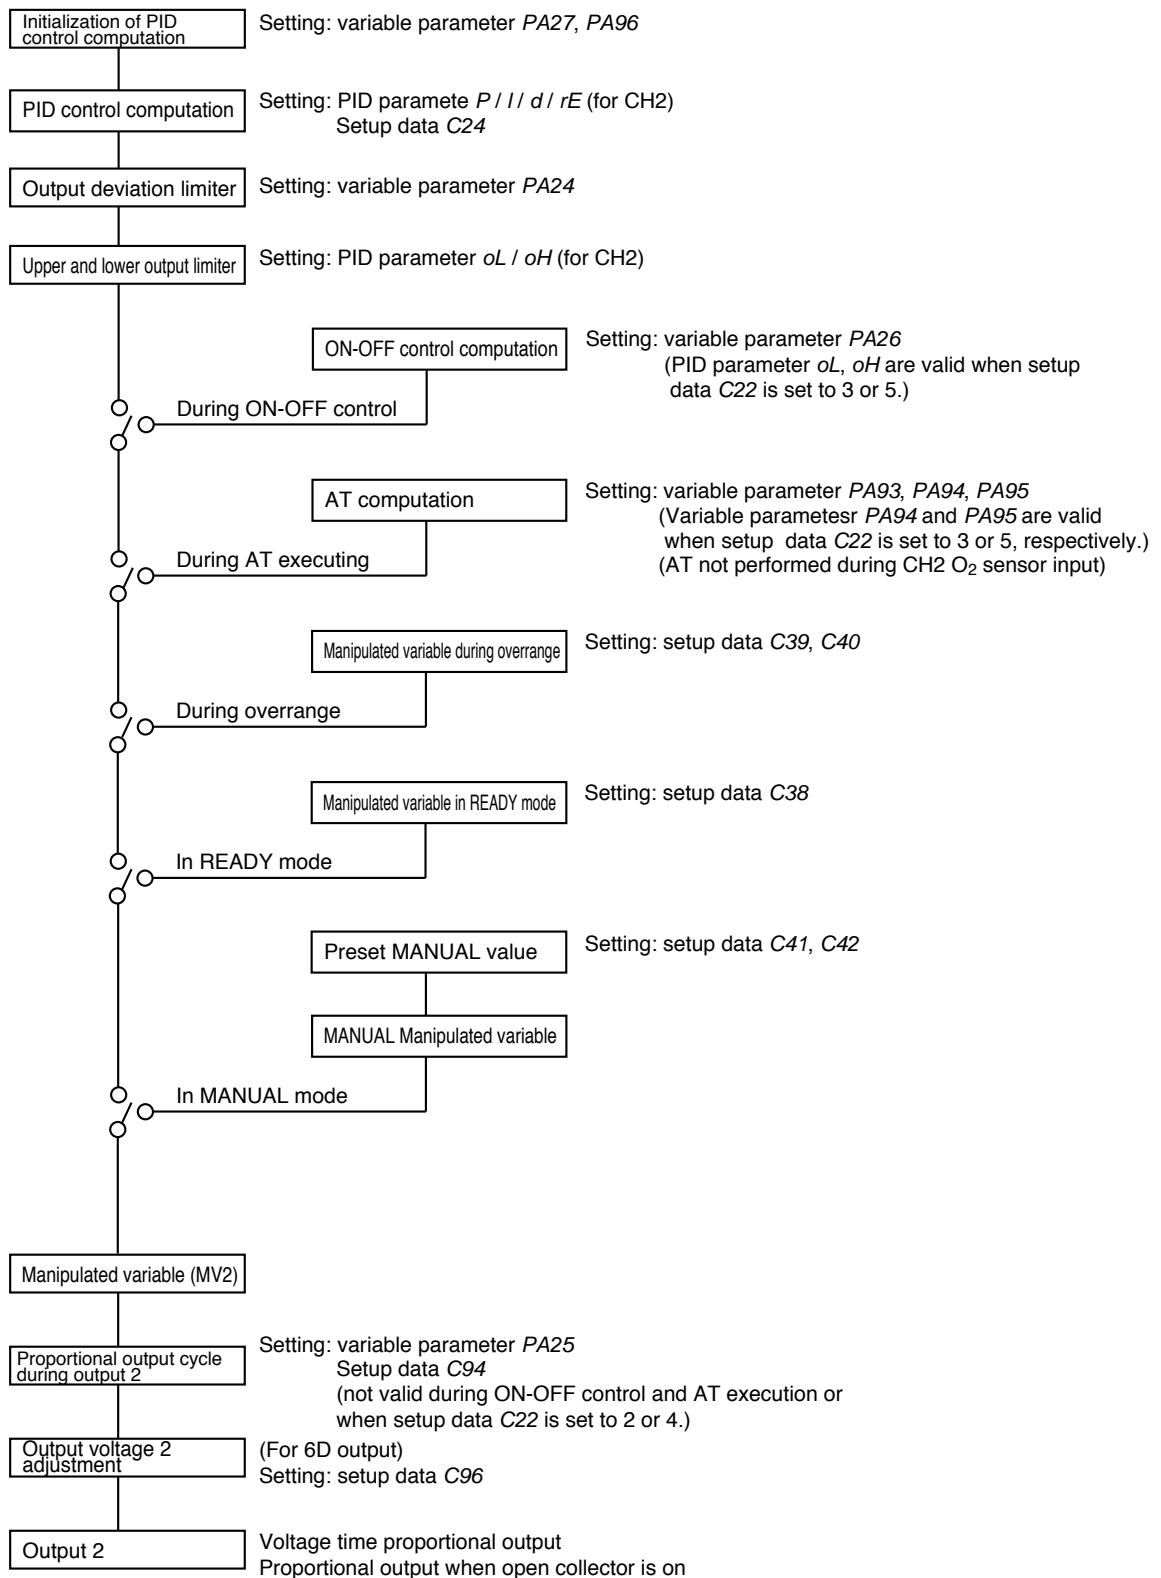 Initialization of PID
control computation
Setting: variable parameter PA27, PA96
PID control computation
Setting: PID paramete P / I / d / rE (for CH2)
Setup data C24
Output deviation limiter
Setting: variable parameter PA24
Upper and lower output limiter
Setting: PID parameter oL / oH (for CH2)
ON-OFF control computation
Setting: variable parameter PA26
(PID parameter oL, oH are valid when setup
data C22 is set to 3 or 5.)
During ON-OFF control
AT computation
Setting: variable parameter PA93, PA94, PA95
(Variable parametesr PA94 and PA95 are valid
when setup data C22 is set to 3 or 5, respectively.)
(AT not performed during CH2 O₂ sensor input)
During AT executing
Manipulated variable during overrange
Setting: setup data C39, C40
During overrange
Manipulated variable in READY mode
Setting: setup data C38
In READY mode
Preset MANUAL value
Setting: setup data C41, C42
MANUAL Manipulated variable
In MANUAL mode
Manipulated variable (MV2)
Proportional output cycle
during output 2
Setting: variable parameter PA25
Setup data C94
(not valid during ON-OFF control and AT execution or
when setup data C22 is set to 2 or 4.)
Output voltage 2
adjustment
(For 6D output)
Setting: setup data C96
Output 2
Voltage time proportional output
Proportional output when open collector is on